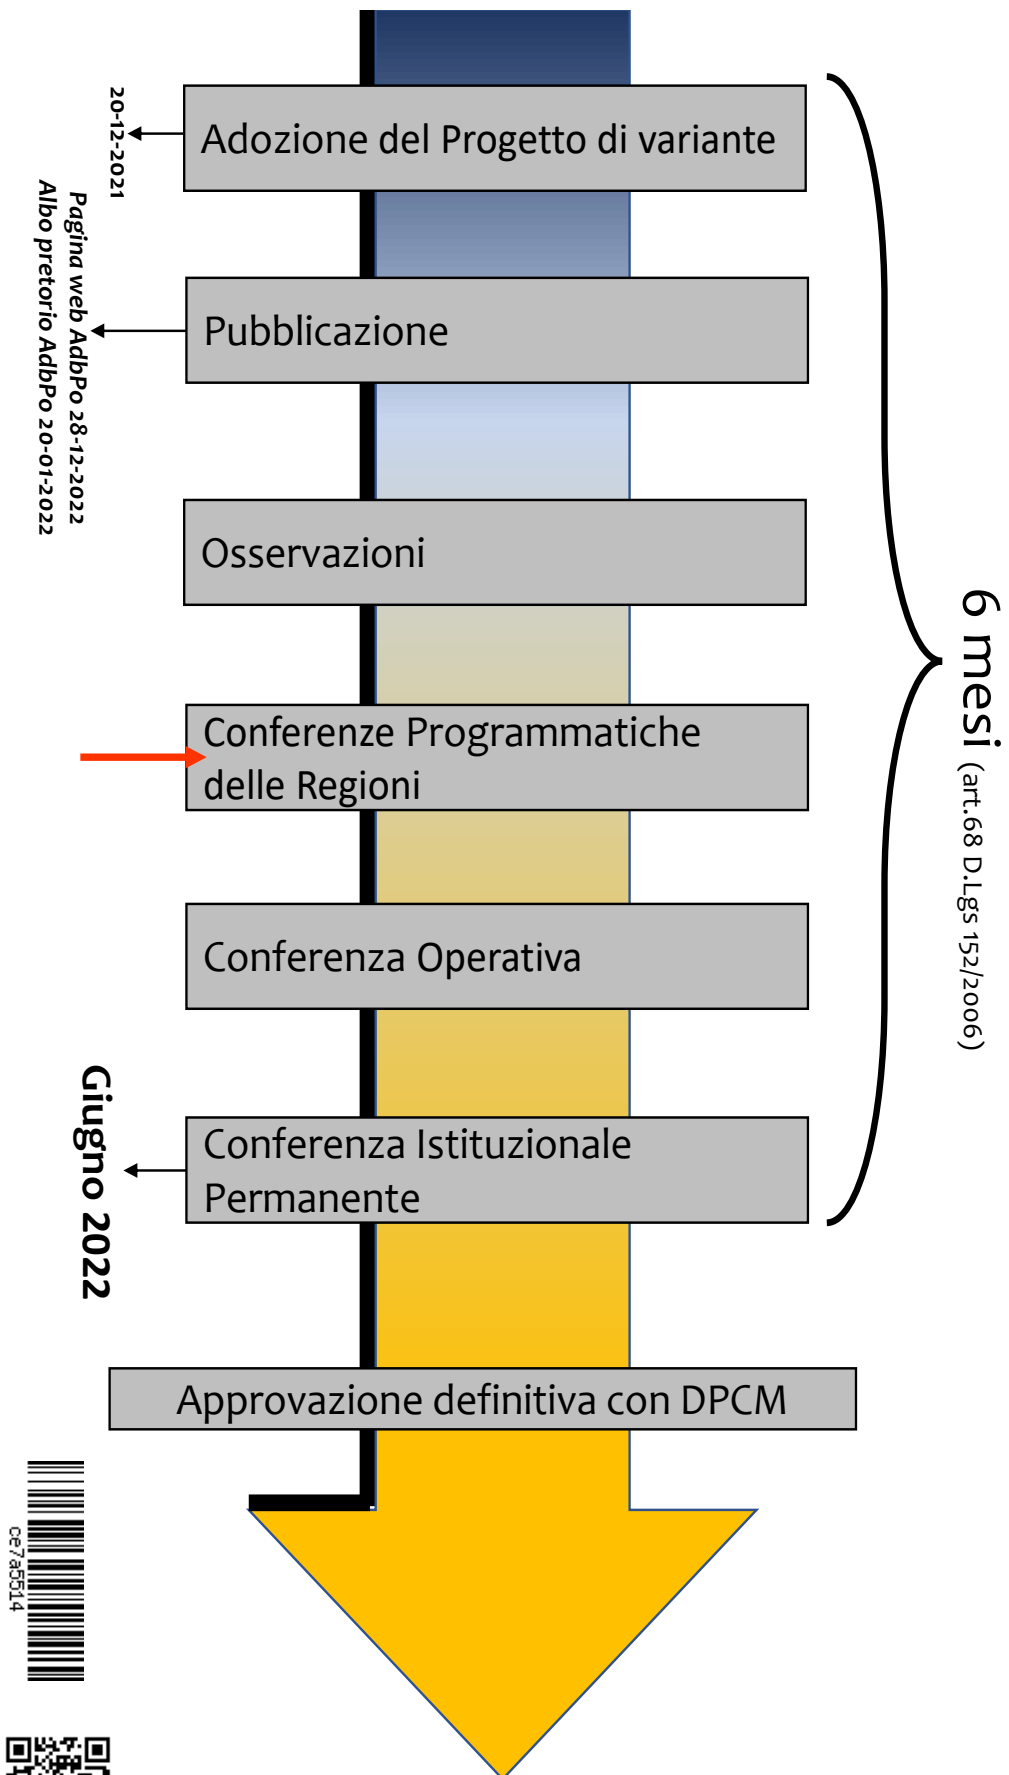 Adozione del Progetto di variante
20-12-2021
Pubblicazione
Pagina web AdbPo 28-12-2022
Albo pretorio AdbPo 20-01-2022
Osservazioni
6 mesi (art.68 D.Lgs 152/2006)
Conferenze Programmatiche
delle Regioni
Conferenza Operativa
Conferenza Istituzionale
Permanente
Giugno 2022
Approvazione definitiva con DPCM
ce7a5514